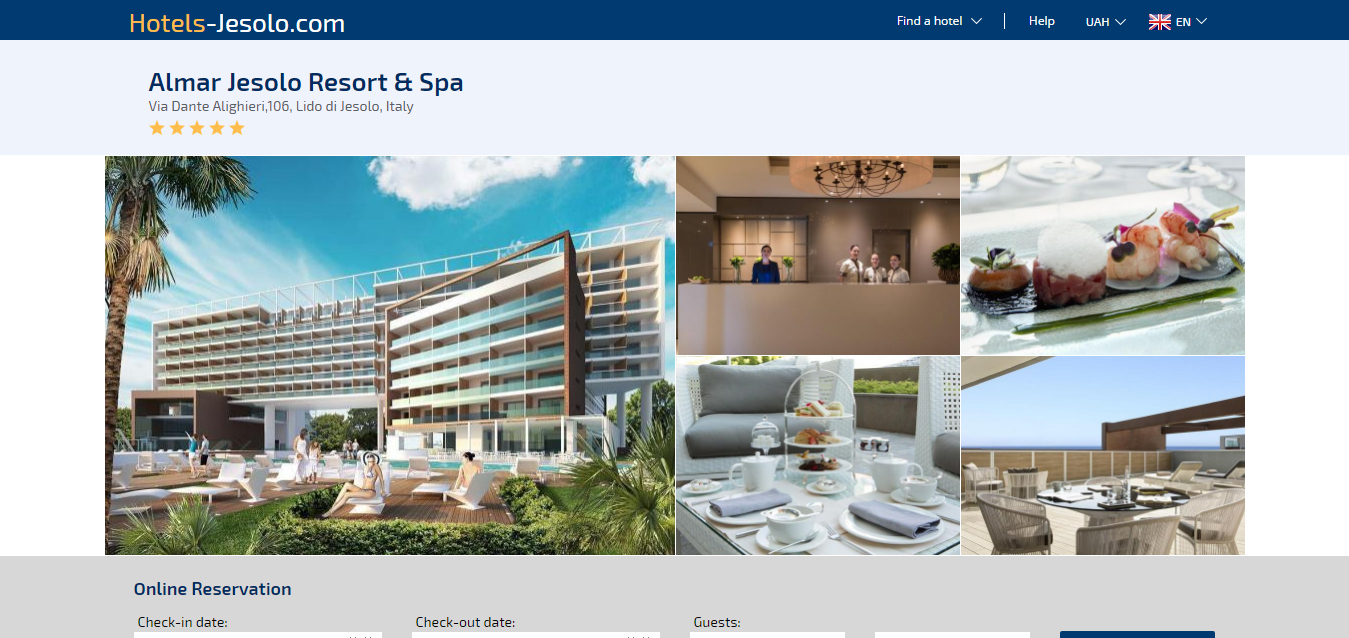 Hotels-Jesolo.com
Find a hotel
Help
UAH
EN
Almar Jesolo Resort & Spa
Via Dante Alighieri,106, Lido di Jesolo, Italy
Online Reservation
Check-in date:
Check-out date:
Guests: